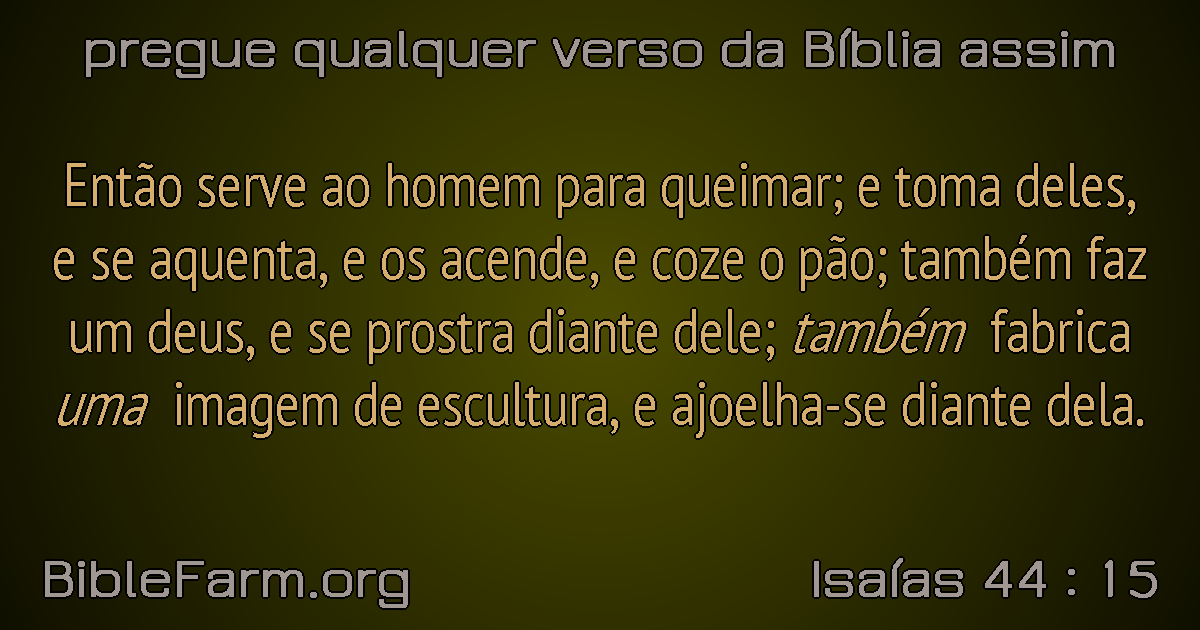 pregue qualquer verso da Bíblia assim
Então serve ao homem para queimar; e toma deles,
e se aquenta, e os acende, e coze o pão; também faz
um deus, e se prostra diante dele; também fabrica
uma imagem de escultura, e ajoelha-se diante dela.
BibleFarm.org
Isaías 44 : 15